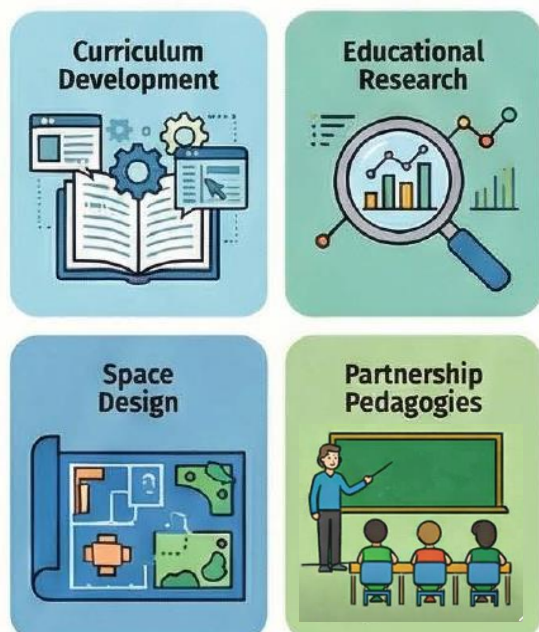 Curriculum
Development
Educational
Research
Space
Design
Partnership
Pedagogies